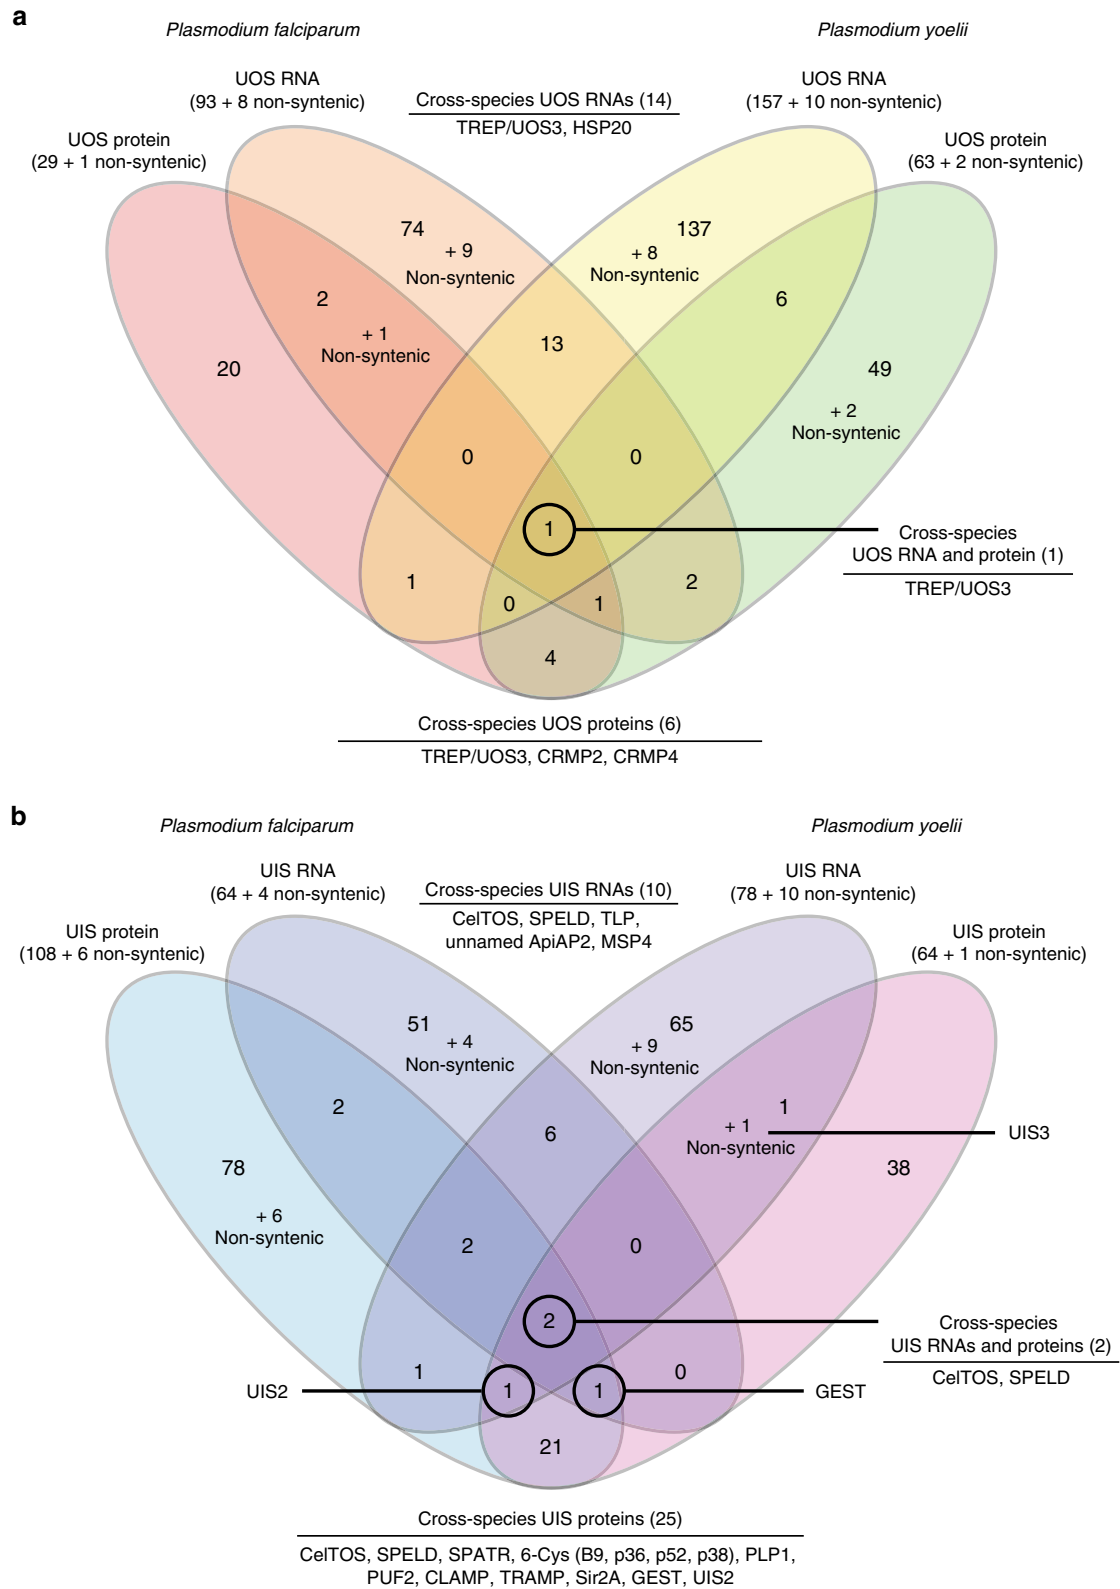 a
Plasmodium falciparum
Plasmodium yoelii
UOS RNA
(93 + 8 non-syntenic)
UOS RNA
(157 + 10 non-syntenic)
Cross-species UOS RNAs (14)
TREP/UOS3, HSP20
UOS protein
(29 + 1 non-syntenic)
UOS protein
(63 + 2 non-syntenic)
74
+ 9
Non-syntenic
137
+ 8
Non-syntenic
2
+ 1
Non-syntenic
6
13
20
49
+ 2
Non-syntenic
0
0
1
Cross-species
UOS RNA and protein (1)
TREP/UOS3
1
0
1
2
4
Cross-species UOS proteins (6)
TREP/UOS3, CRMP2, CRMP4
b
Plasmodium falciparum
Plasmodium yoelii
UIS RNA
(64 + 4 non-syntenic)
UIS RNA
(78 + 10 non-syntenic)
Cross-species UIS RNAs (10)
CelTOS, SPELD, TLP,
unnamed ApiAP2, MSP4
UIS protein
(108 + 6 non-syntenic)
UIS protein
(64 + 1 non-syntenic)
51
+ 4
Non-syntenic
65
+ 9
Non-syntenic
2
6
1
+ 1
Non-syntenic
UIS3
78
+ 6
Non-syntenic
38
2
0
2
Cross-species
UIS RNAs and proteins (2)
CelTOS, SPELD
1
0
UIS2
1
1
GEST
21
Cross-species UIS proteins (25)
CelTOS, SPELD, SPATR, 6-Cys (B9, p36, p52, p38), PLP1,
PUF2, CLAMP, TRAMP, Sir2A, GEST, UIS2